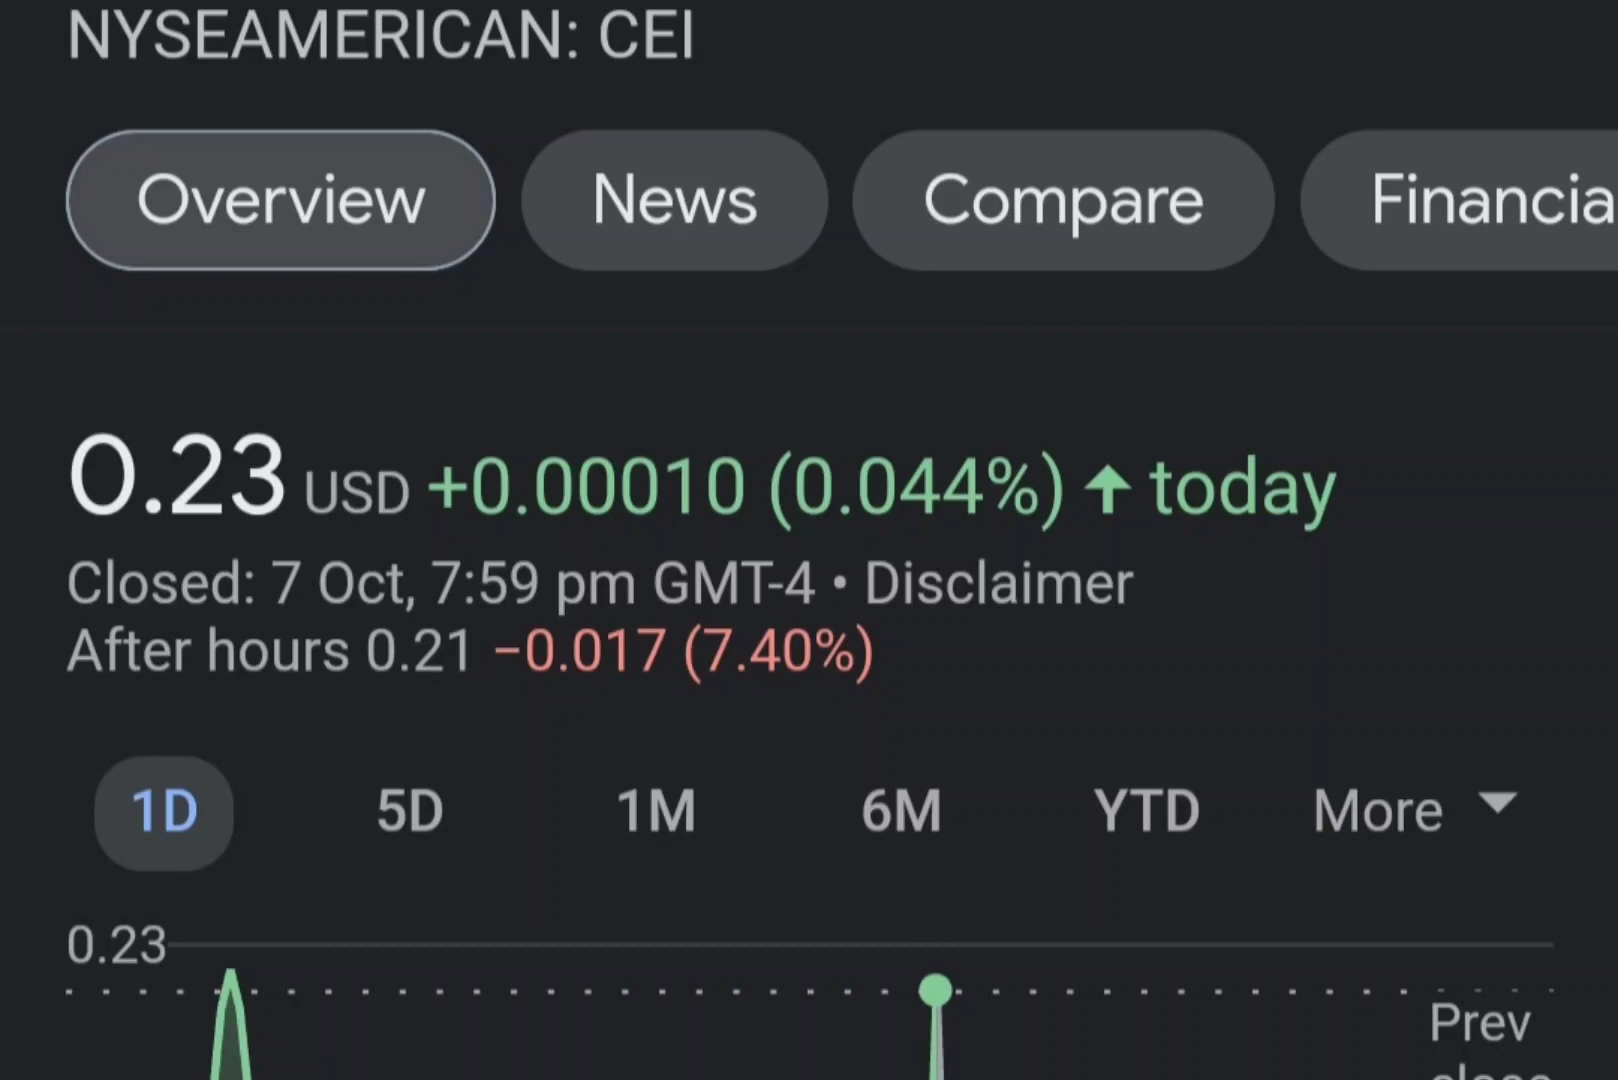 NYSEAMERICAN: CEI
Overview News Compare Financia
0.23 USD +0.00010 (0.044%) ↑ today
Closed: 7 Oct, 7:59 pm GMT-4 • Disclaimer
After hours 0.21 −0.017 (7.40%)
1D 5D 1M 6M YTD More
0.23
Prev
close